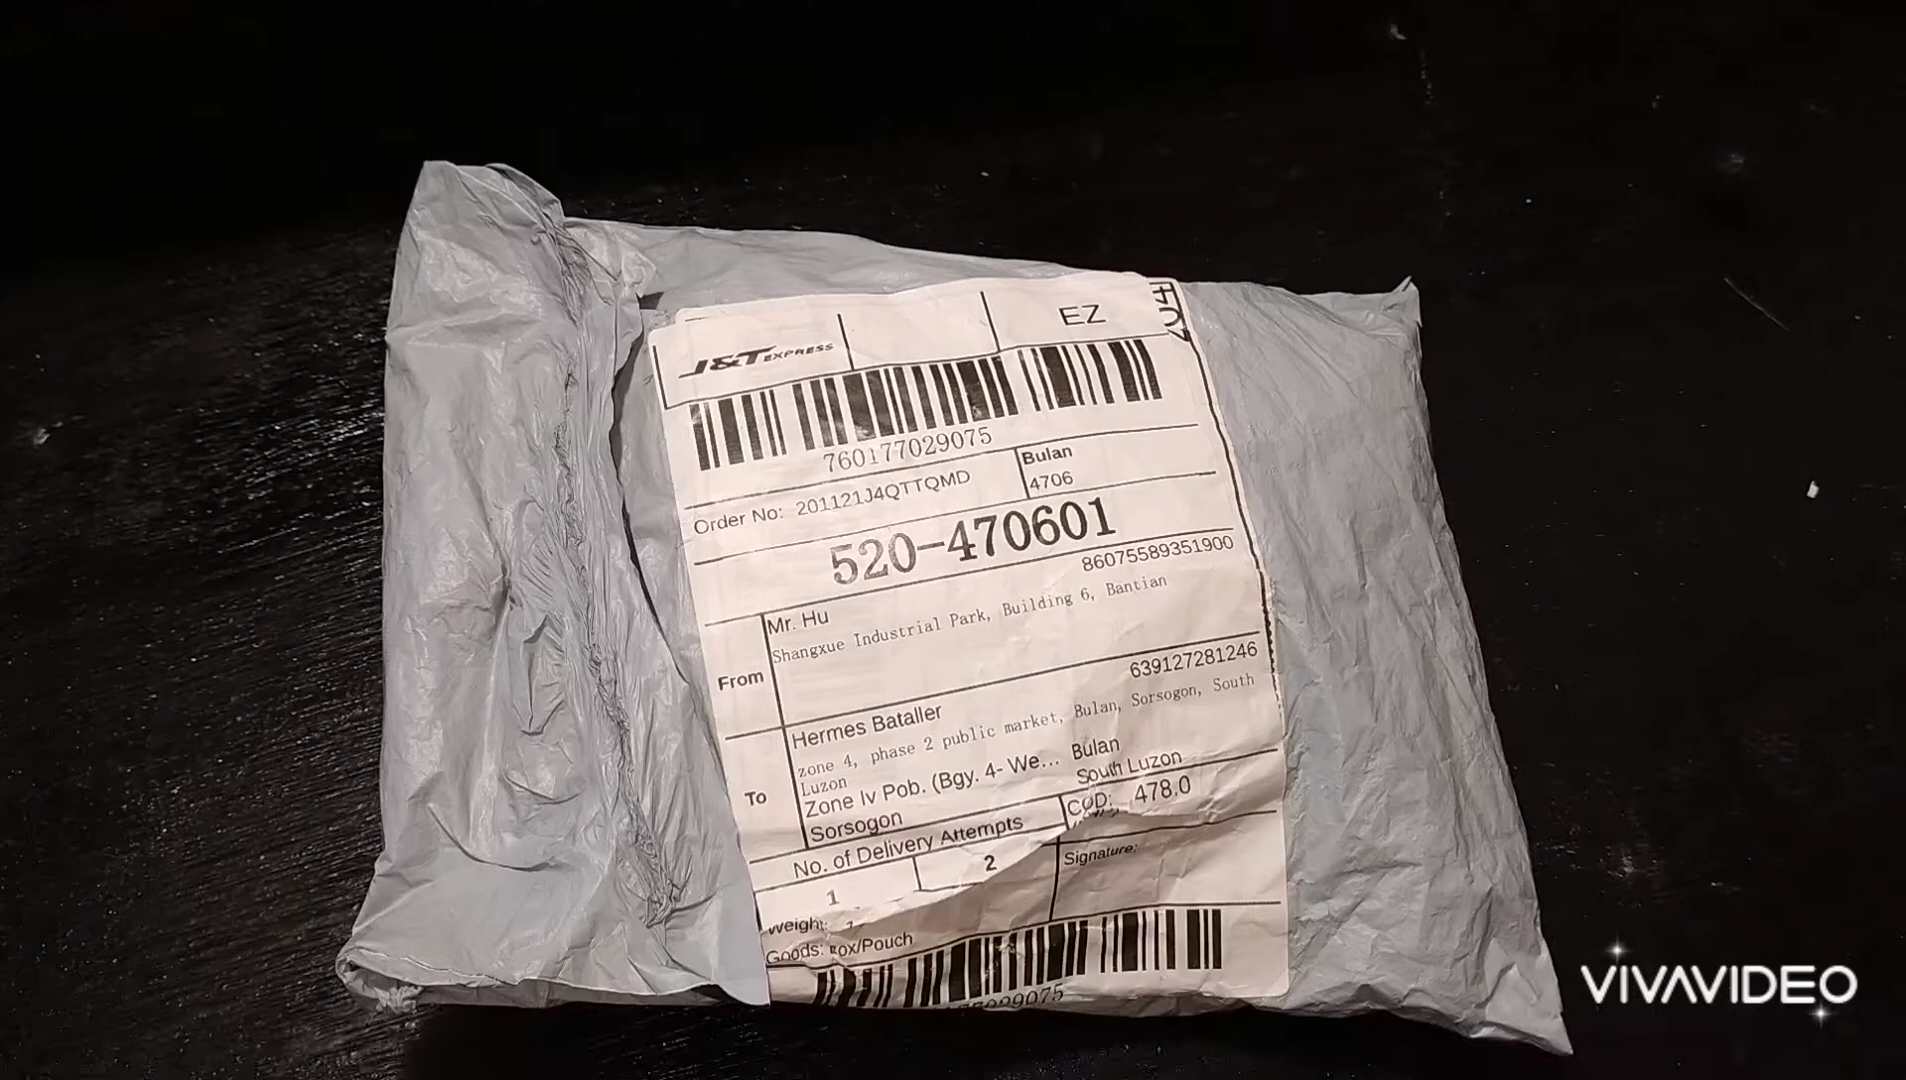 J&T EXPRESS
EZ
760177029075
Order No: 201121J4QTTQMD
Bulan
4706
520-470601
86075589351900
From
Mr. Hu
Shangxue Industrial Park, Building 6, Bantian
639127281246
To
Hermes Bataller
zone 4, phase 2 public market, Bulan, Sorsogon, South
Luzon
Zone Iv Pob. (Bgy. 4- We... Bulan
Sorsogon South Luzon
No. of Delivery Attempts
COD: 478.0
1 2
Signature:
Weight:
Goods: Box/Pouch
77029075
VIVAVIDEO